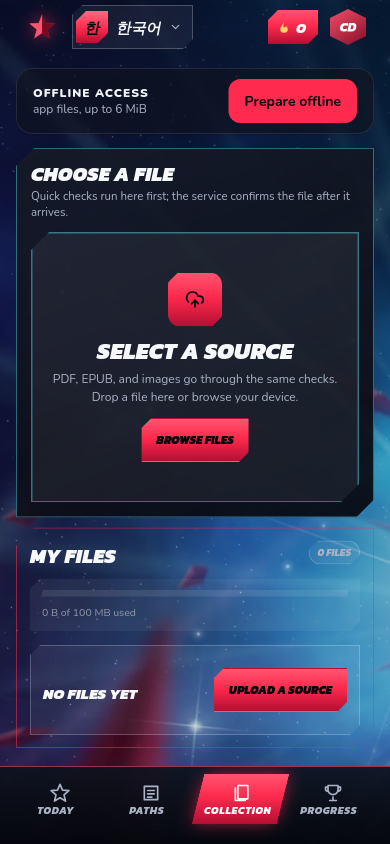 한 한국어
0
CD
OFFLINE ACCESS
app files, up to 6 MiB
Prepare offline
CHOOSE A FILE
Quick checks run here first; the service confirms the file after it
arrives.
SELECT A SOURCE
PDF, EPUB, and images go through the same checks.
Drop a file here or browse your device.
BROWSE FILES
MY FILES
0 FILES
0 B of 100 MB used
NO FILES YET
UPLOAD A SOURCE
TODAY
PATHS
COLLECTION
PROGRESS